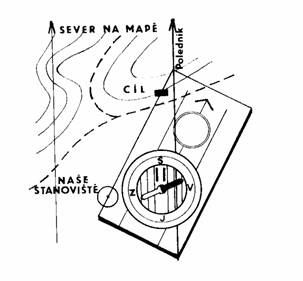 SEVER NA MAPĚ
Poledník
CÍL
NAŠE
STANOVIŠTĚ
S
Z
V
J